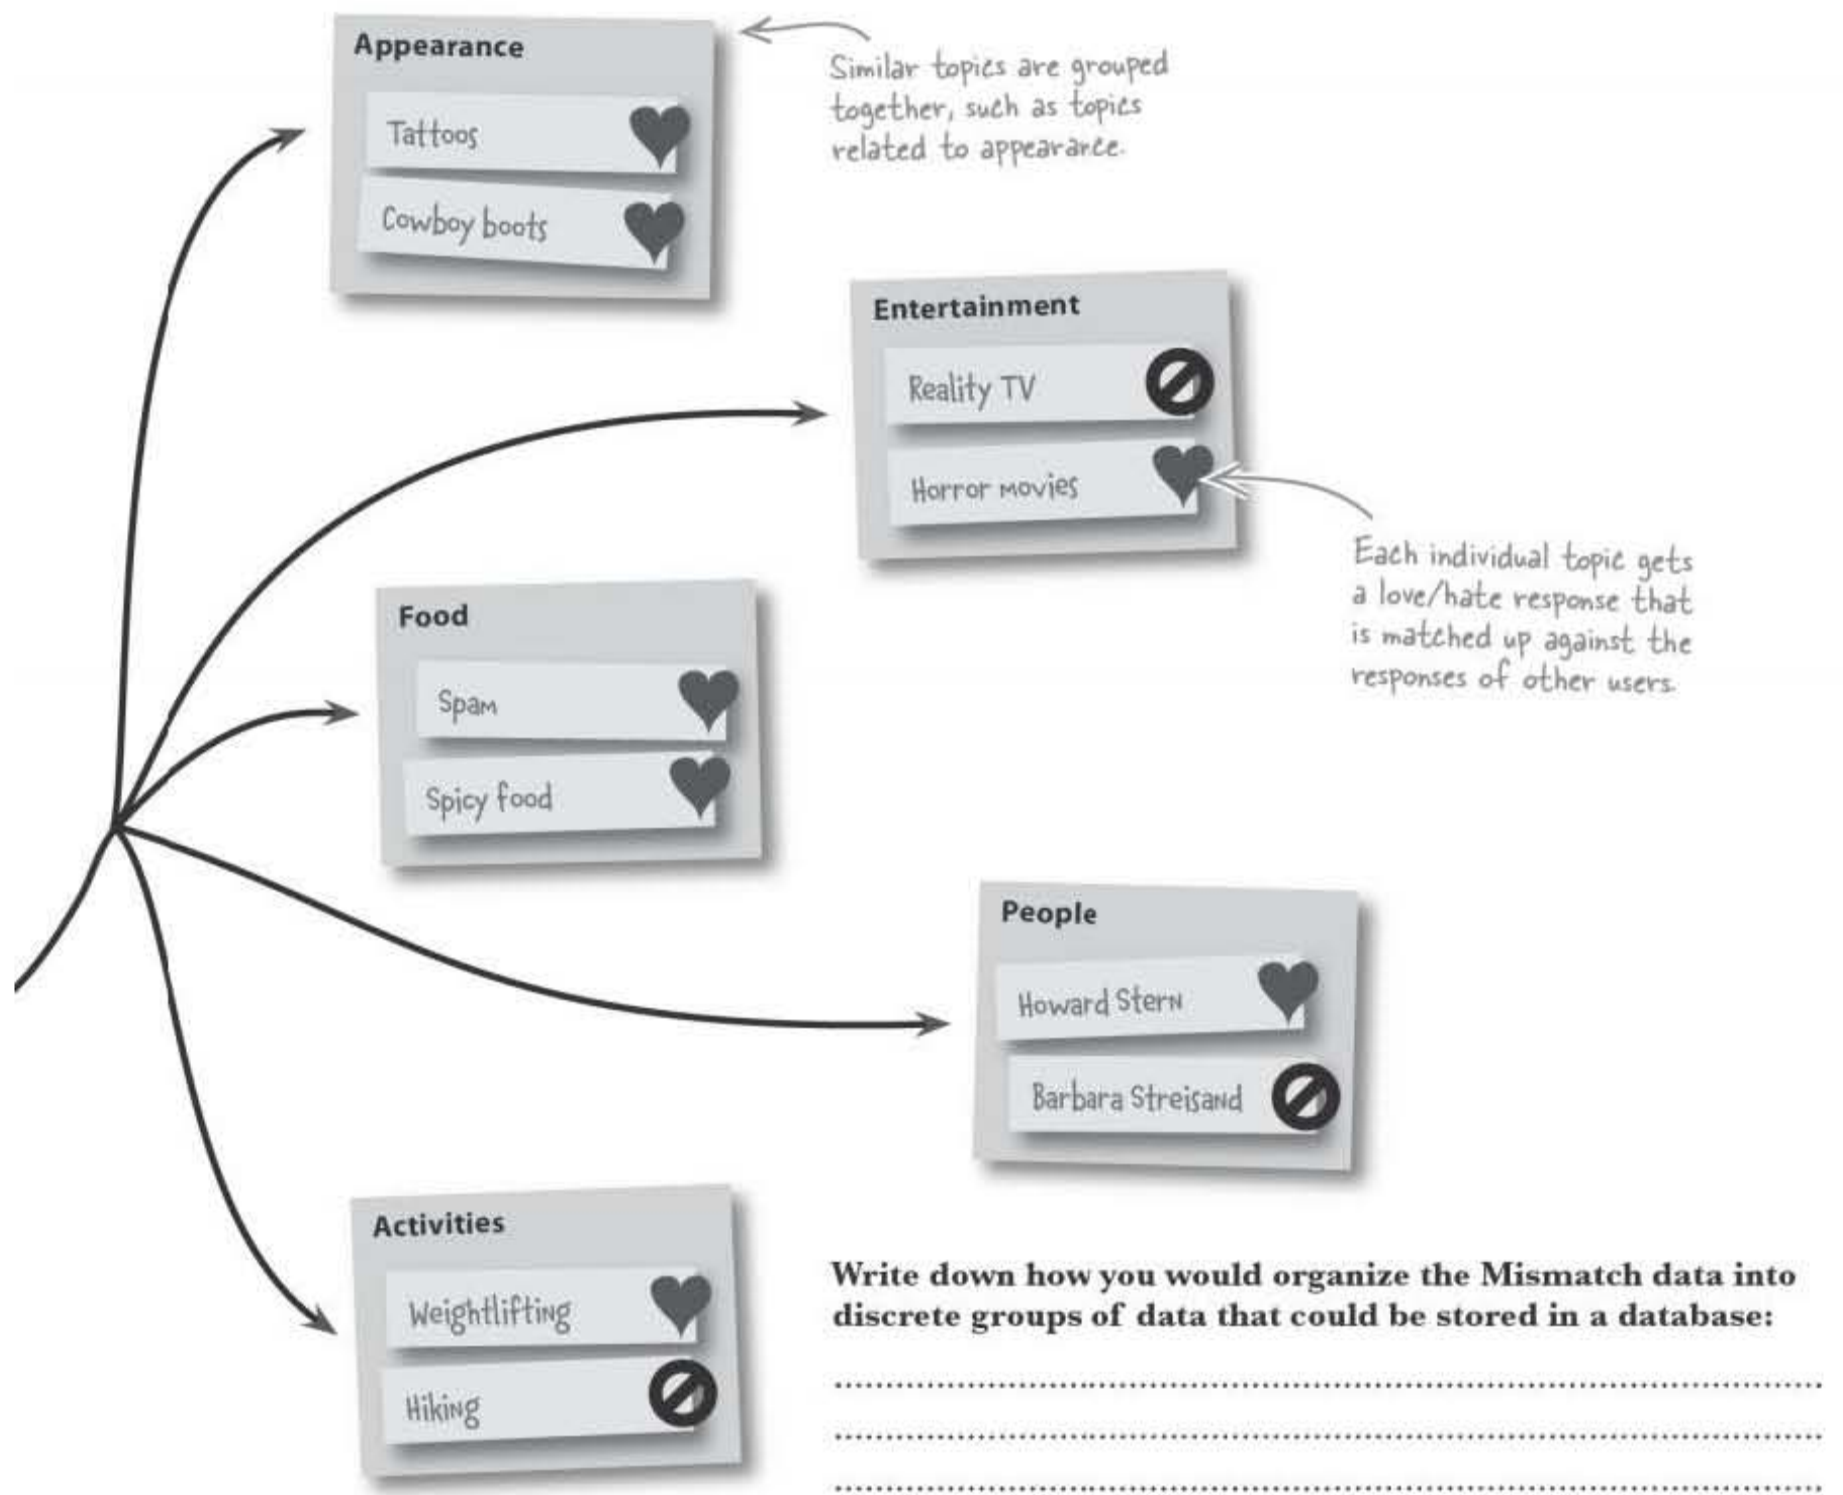 Appearance
Tattoos
Cowboy boots
Similar topics are grouped
together, such as topics
related to appearance.
Entertainment
Reality TV
Horror movies
Each individual topic gets
a love/hate response that
is matched up against the
responses of other users.
Food
Spam
Spicy food
People
Howard Stern
Barbara Streisand
Activities
Weightlifting
Hiking
Write down how you would organize the Mismatch data into
discrete groups of data that could be stored in a database: